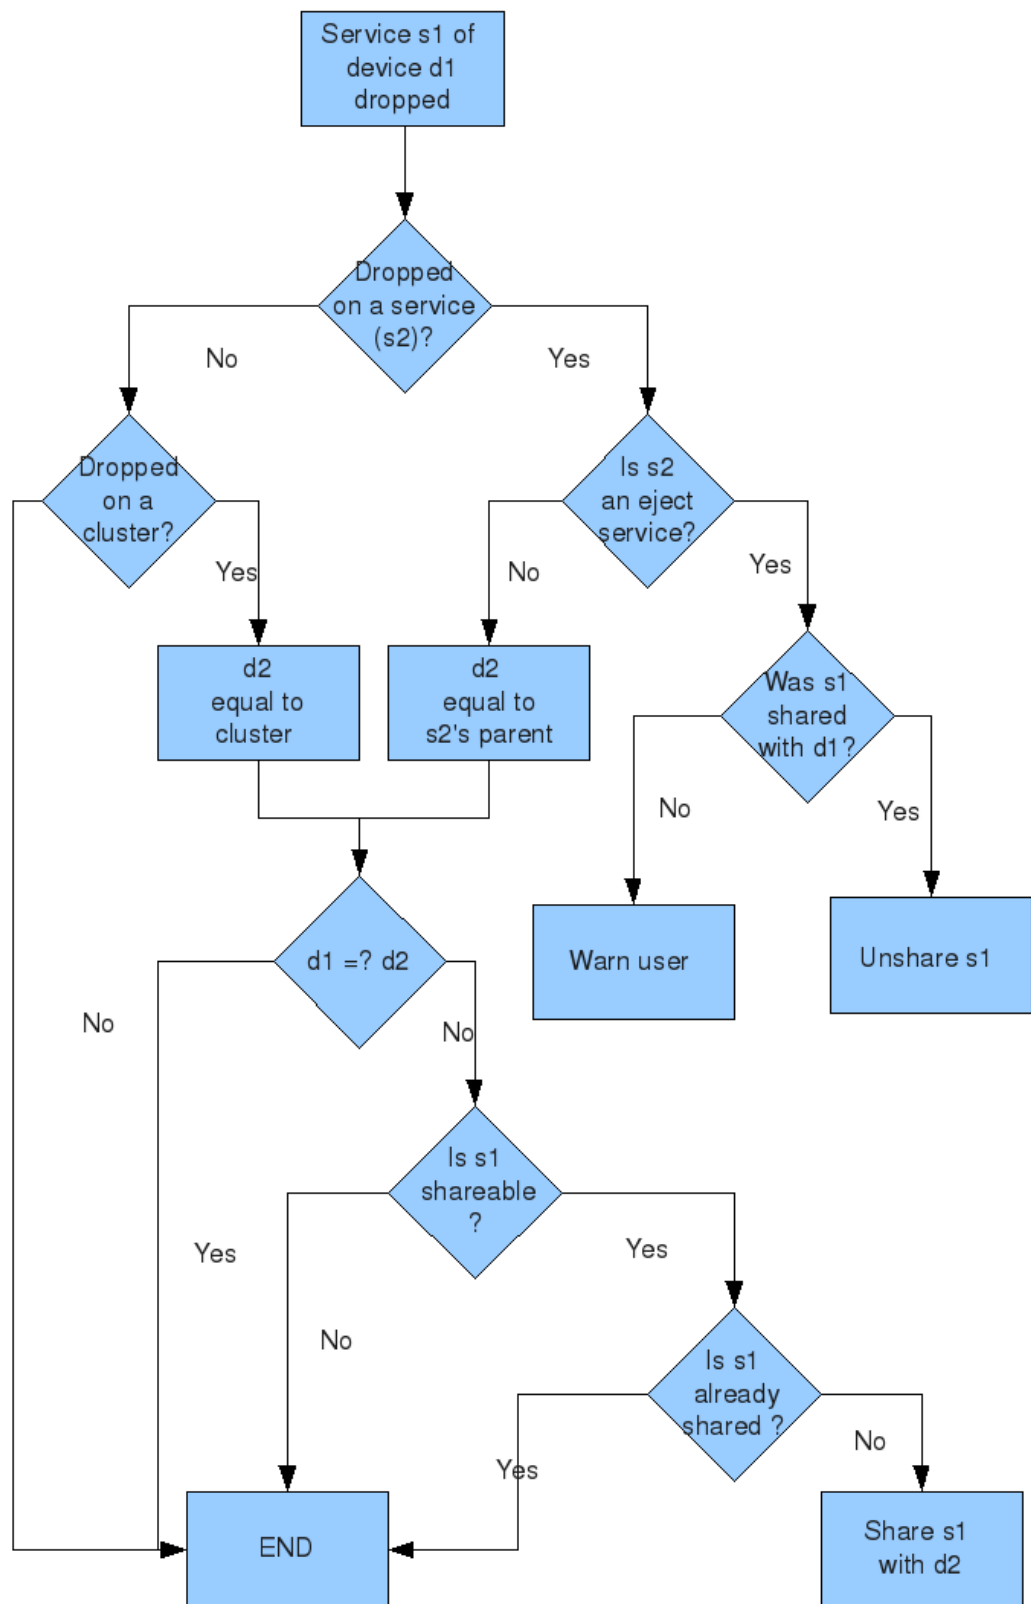 Service s1 of
device d1
dropped
Dropped
on a service
(s2)?
No
Yes
Dropped
on a
cluster?
Is s2
an eject
service?
Yes
No
Yes
d2
equal to
cluster
d2
equal to
s2's parent
Was s1
shared
with d1?
No
Yes
d1 =? d2
Warn user
Unshare s1
No
No
Is s1
shareable
?
Yes
Yes
No
Is s1
already
shared ?
Yes
No
END
Share s1
with d2